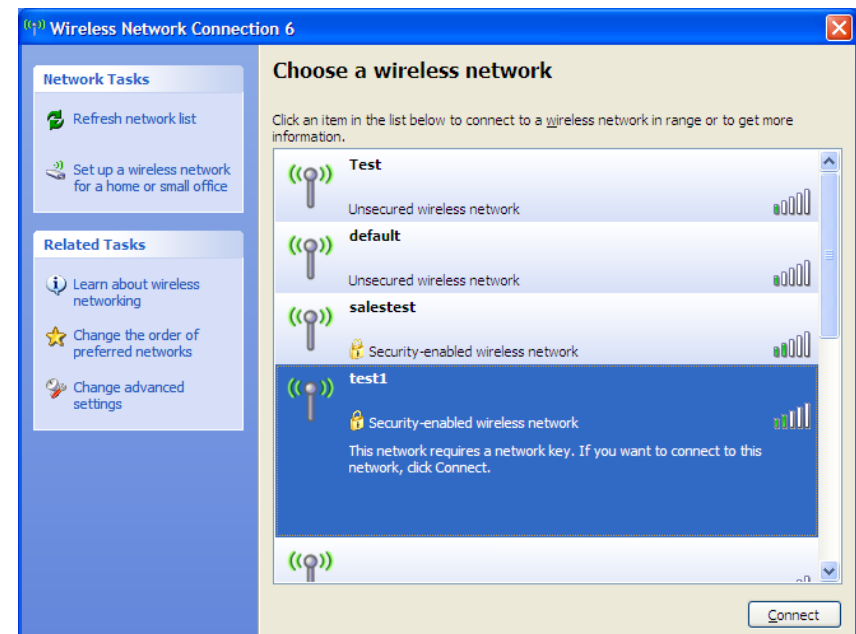 Wireless Network Connection 6
Network Tasks
Refresh network list
Set up a wireless network
for a home or small office
Related Tasks
Learn about wireless
networking
Change the order of
preferred networks
Change advanced
settings
Choose a wireless network
Click an item in the list below to connect to a wireless network in range or to get more
information.
Test
Unsecured wireless network
default
Unsecured wireless network
salestest
Security-enabled wireless network
test1
Security-enabled wireless network
This network requires a network key. If you want to connect to this
network, click Connect.
Connect